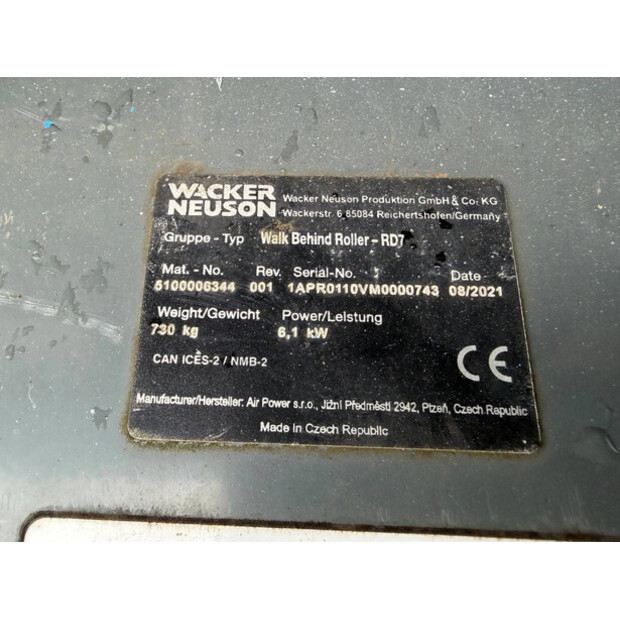 WACKER
NEUSON
Wacker Neuson Produktion GmbH & Co. KG
Wackerstr. 6 85084 Reichertshofen/Germany
Gruppe - Typ Walk Behind Roller - RD7
Mat. - No. Rev. Serial-No. Date
5100006344 001 1APR0110VM0000743 08/2021
Weight/Gewicht Power/Leistung
730 kg 6,1 kW
CAN ICES-2 / NMB-2
CE
Manufacturer/Hersteller: Air Power s.r.o., Jižní Předměstí 2942, Plzeň, Czech Republic
Made in Czech Republic